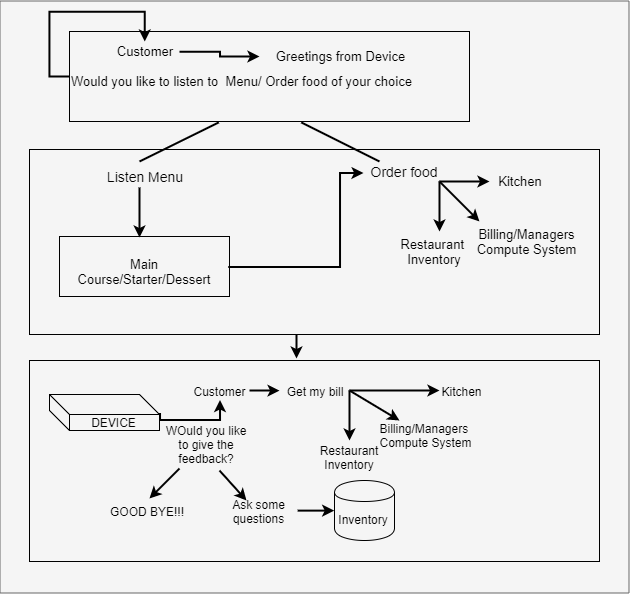 Customer
Greetings from Device
Would you like to listen to Menu/ Order food of your choice
Listen Menu
Order food
Kitchen
Billing/Managers
Compute System
Restaurant
Inventory
Main
Course/Starter/Dessert
Customer
Get my bill
Kitchen
DEVICE
WOuld you like
to give the
feedback?
Billing/Managers
Compute System
Restaurant
Inventory
GOOD BYE!!!
Ask some
questions
Inventory